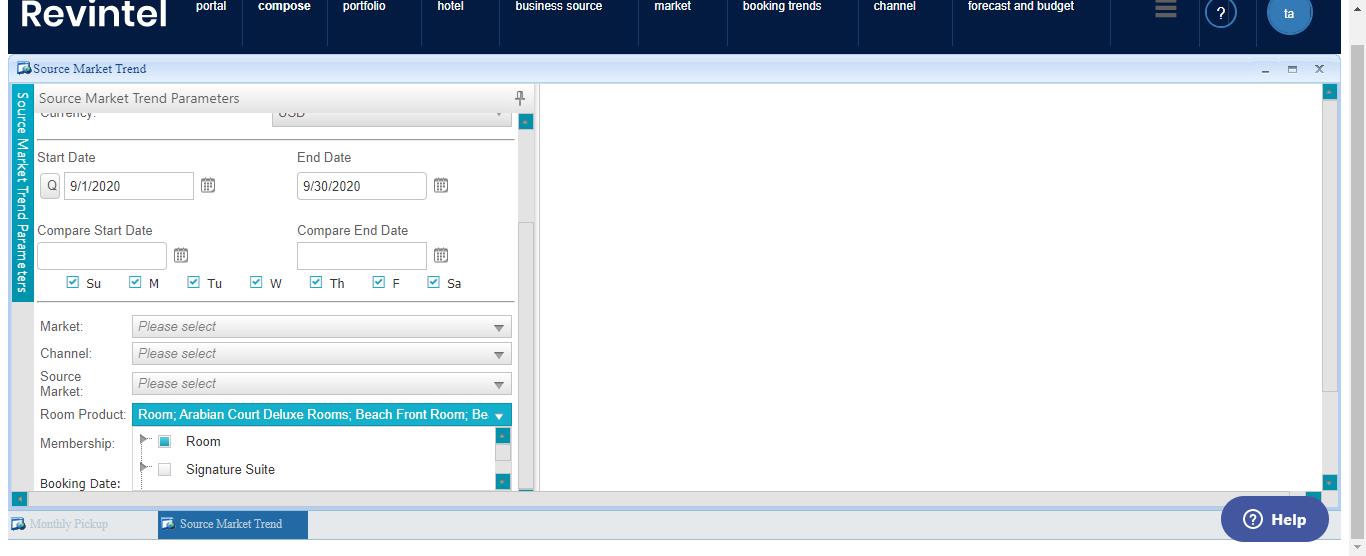 Revintel
portal compose portfolio hotel business source market booking trends channel forecast and budget ? ta
Source Market Trend
Source Market Trend Parameters
Source Market Trend Parameters
Currency: USD
Start Date End Date
Q 9/1/2020 9/30/2020
Compare Start Date Compare End Date
Su M Tu W Th F Sa
Market: Please select
Channel: Please select
Source
Market: Please select
Room Product: Room; Arabian Court Deluxe Rooms; Beach Front Room; Be
Membership: Room
Signature Suite
Booking Date:
? Help
Monthly Pickup Source Market Trend